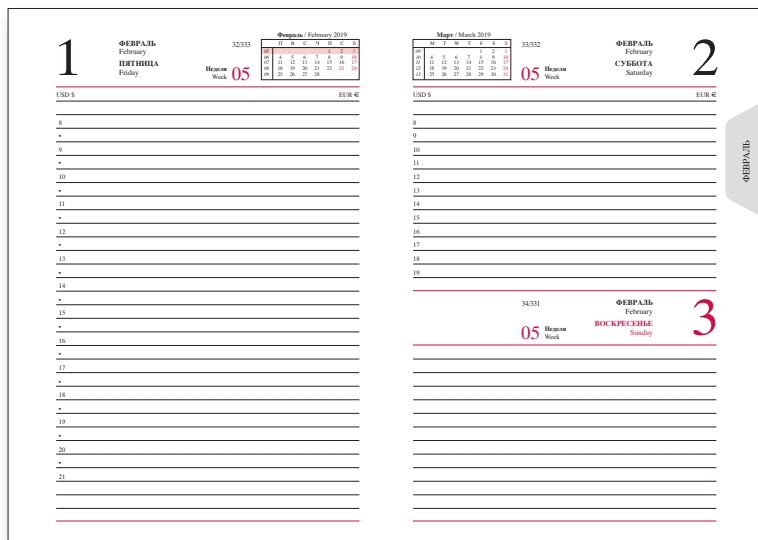 1
ФЕВРАЛЬ
February
ПЯТНИЦА
Friday
32/333
Неделя
Week
05
Февраль / February 2019
П В С Ч П С В
05 1 2 3
06 4 5 6 7 8 9 10
07 11 12 13 14 15 16 17
08 18 19 20 21 22 23 24
09 25 26 27 28
USD $ EUR €
8
•
9
•
10
•
11
•
12
•
13
•
14
•
15
•
16
•
17
•
18
•
19
•
20
•
21
Март / March 2019
M T W T F S S
09 1 2 3
10 4 5 6 7 8 9 10
11 11 12 13 14 15 16 17
12 18 19 20 21 22 23 24
13 25 26 27 28 29 30 31
33/332
05
Неделя
Week
ФЕВРАЛЬ
February
СУББОТА
Saturday
2
USD $ EUR €
8
9
10
11
12
13
14
15
16
17
18
19
34/331
05
Неделя
Week
ФЕВРАЛЬ
February
ВОСКРЕСЕНЬЕ
Sunday
3
ФЕВРАЛЬ